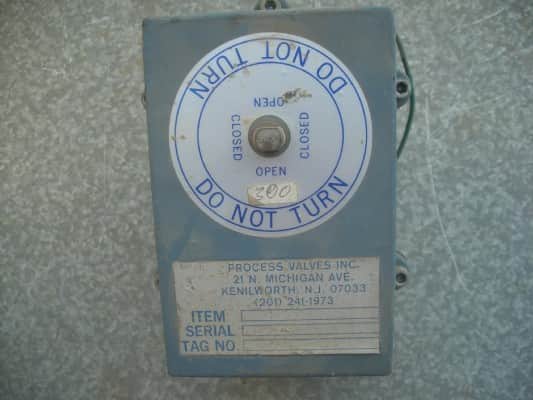 DO NOT TURN
OPEN
CLOSED
CLOSED
OPEN
300
DO NOT TURN
PROCESS VALVES INC.
21 N. MICHIGAN AVE.
KENILWORTH, N.J. 07033
(201) 241-1973
ITEM
SERIAL
TAG NO.